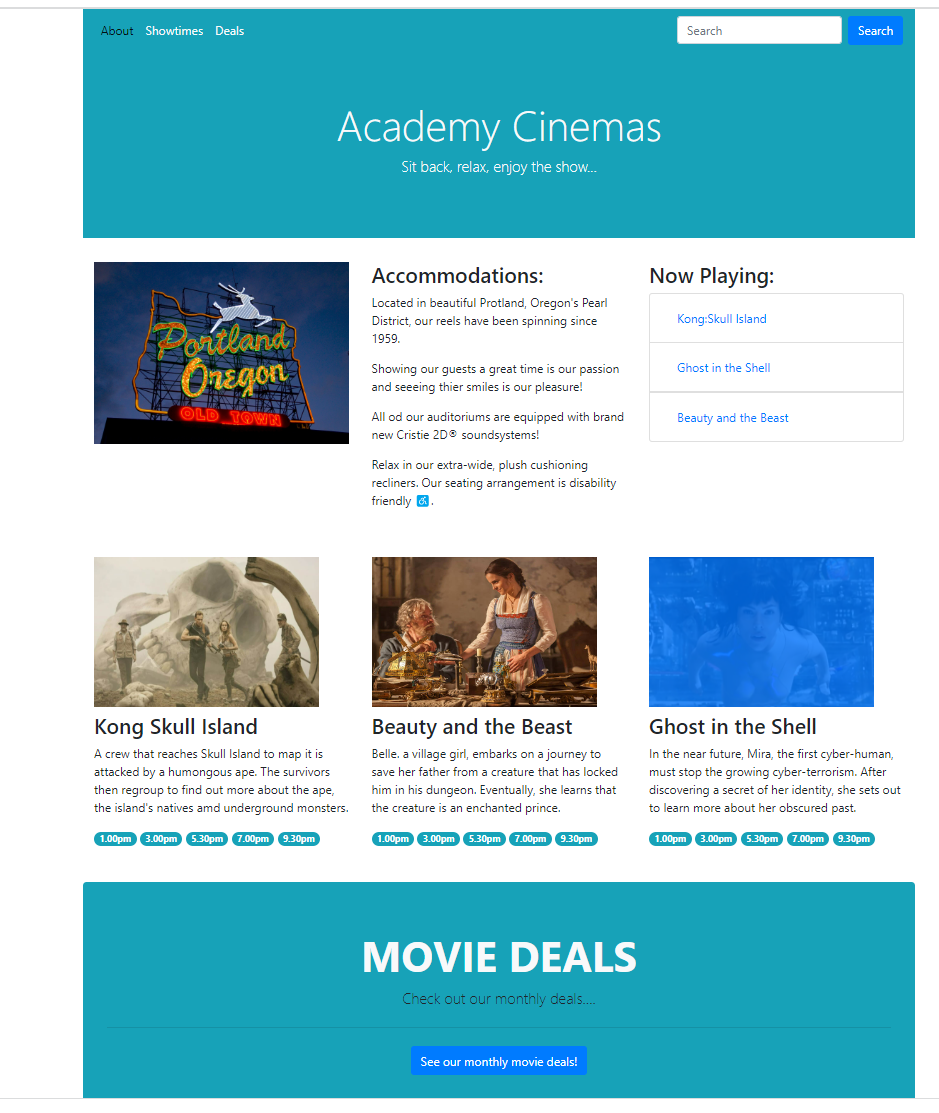 About Showtimes Deals Search Search
Academy Cinemas
Sit back, relax, enjoy the show...
Portland
Oregon
OLD TOWN
Accommodations:
Located in beautiful Protland, Oregon's Pearl
District, our reels have been spinning since
1959.
Showing our guests a great time is our passion
and seeeing thier smiles is our pleasure!
All od our auditoriums are equipped with brand
new Cristie 2D® soundsystems!
Relax in our extra-wide, plush cushioning
recliners. Our seating arrangement is disability
friendly ♿.
Now Playing:
Kong:Skull Island
Ghost in the Shell
Beauty and the Beast
Kong Skull Island
A crew that reaches Skull Island to map it is
attacked by a humongous ape. The survivors
then regroup to find out more about the ape,
the island's natives amd underground monsters.
1.00pm 3.00pm 5.30pm 7.00pm 9.30pm
Beauty and the Beast
Belle. a village girl, embarks on a journey to
save her father from a creature that has locked
him in his dungeon. Eventually, she learns that
the creature is an enchanted prince.
1.00pm 3.00pm 5.30pm 7.00pm 9.30pm
Ghost in the Shell
In the near future, Mira, the first cyber-human,
must stop the growing cyber-terrorism. After
discovering a secret of her identity, she sets out
to learn more about her obscured past.
1.00pm 3.00pm 5.30pm 7.00pm 9.30pm
MOVIE DEALS
Check out our monthly deals....
See our monthly movie deals!